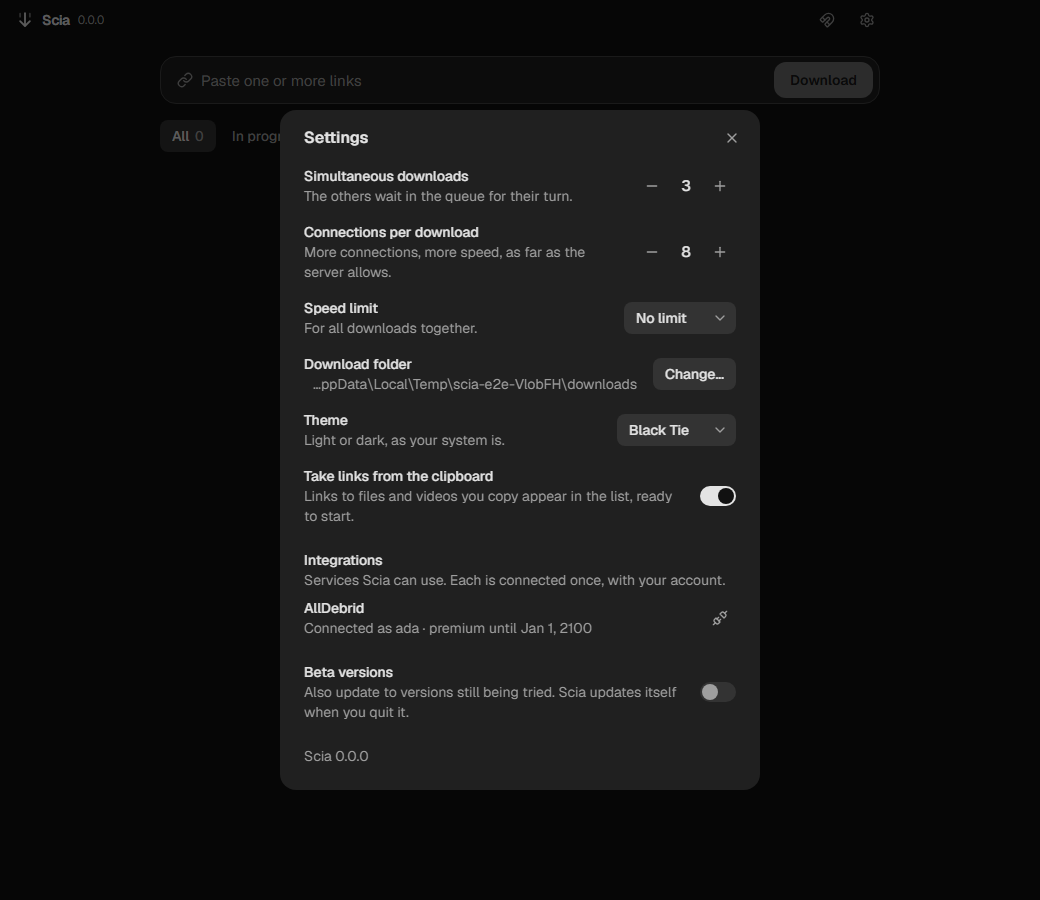 Scia 0.0.0
Paste one or more links
Download
All 0
In progr
Settings
Simultaneous downloads
The others wait in the queue for their turn.
3
Connections per download
More connections, more speed, as far as the
server allows.
8
Speed limit
For all downloads together.
No limit
Download folder
…ppData\Local\Temp\scia-e2e-VlobFH\downloads
Change…
Theme
Light or dark, as your system is.
Black Tie
Take links from the clipboard
Links to files and videos you copy appear in the list, ready
to start.
Integrations
Services Scia can use. Each is connected once, with your account.
AllDebrid
Connected as ada · premium until Jan 1, 2100
Beta versions
Also update to versions still being tried. Scia updates itself
when you quit it.
Scia 0.0.0